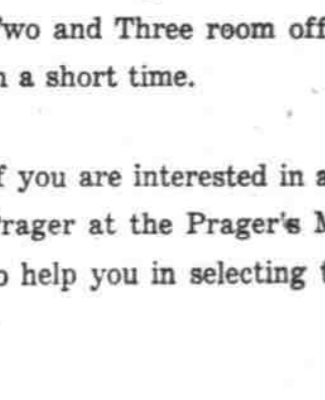 Two and Three room off
n a short time.
f you are interested in a
Prager at the Prager's M
o help you in selecting t